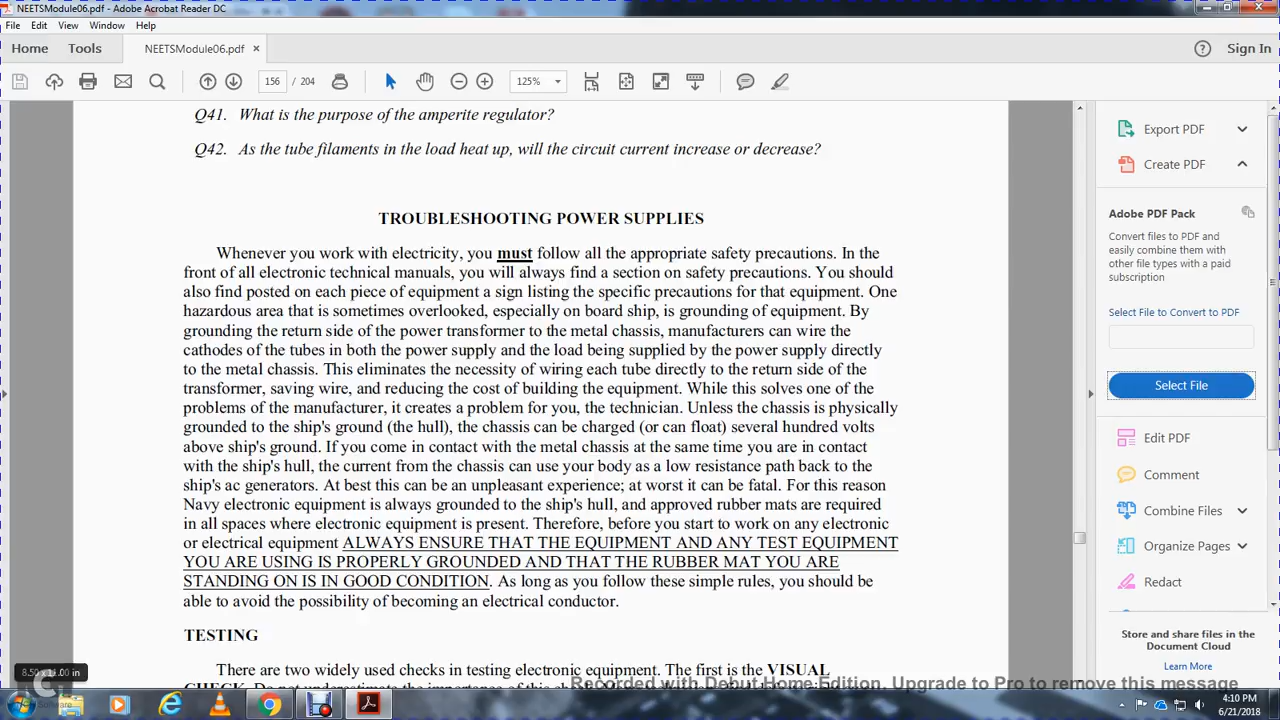 NEETSModule06.pdf - Adobe Acrobat Reader DC
File Edit View Window Help
Home Tools NEETSModule06.pdf × ? Sign In
156 / 204 125%
Q41. What is the purpose of the amperite regulator?
Q42. As the tube filaments in the load heat up, will the circuit current increase or decrease?
TROUBLESHOOTING POWER SUPPLIES
Whenever you work with electricity, you must follow all the appropriate safety precautions. In the
front of all electronic technical manuals, you will always find a section on safety precautions. You should
also find posted on each piece of equipment a sign listing the specific precautions for that equipment. One
hazardous area that is sometimes overlooked, especially on board ship, is grounding of equipment. By
grounding the return side of the power transformer to the metal chassis, manufacturers can wire the
cathodes of the tubes in both the power supply and the load being supplied by the power supply directly
to the metal chassis. This eliminates the necessity of wiring each tube directly to the return side of the
transformer, saving wire, and reducing the cost of building the equipment. While this solves one of the
problems of the manufacturer, it creates a problem for you, the technician. Unless the chassis is physically
grounded to the ship's ground (the hull), the chassis can be charged (or can float) several hundred volts
above ship's ground. If you come in contact with the metal chassis at the same time you are in contact
with the ship's hull, the current from the chassis can use your body as a low resistance path back to the
ship's ac generators. At best this can be an unpleasant experience; at worst it can be fatal. For this reason
Navy electronic equipment is always grounded to the ship's hull, and approved rubber mats are required
in all spaces where electronic equipment is present. Therefore, before you start to work on any electronic
or electrical equipment ALWAYS ENSURE THAT THE EQUIPMENT AND ANY TEST EQUIPMENT
YOU ARE USING IS PROPERLY GROUNDED AND THAT THE RUBBER MAT YOU ARE
STANDING ON IS IN GOOD CONDITION. As long as you follow these simple rules, you should be
able to avoid the possibility of becoming an electrical conductor.
TESTING
There are two widely used checks in testing electronic equipment. The first is the VISUAL
8.50 x 11.00 in
Export PDF
Create PDF
Adobe PDF Pack
Convert files to PDF and
easily combine them with
other file types with a paid
subscription
Select File to Convert to PDF
Select File
Edit PDF
Comment
Combine Files
Organize Pages
Redact
Store and share files in the
Document Cloud
Learn More
Recorded with Debut Home Edition. Upgrade to Pro to remove this message
4:10 PM
6/21/2018